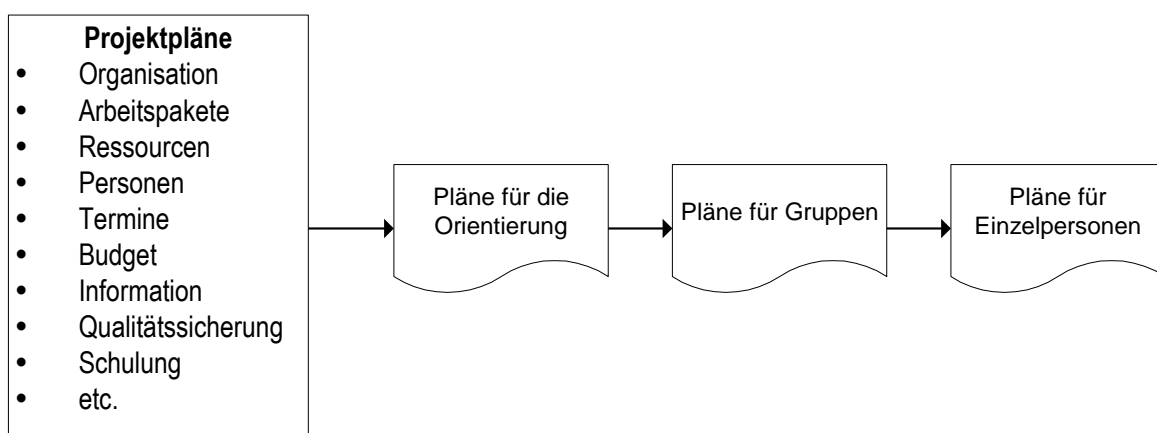 Projektpläne
• Organisation
• Arbeitspakete
• Ressourcen
• Personen
• Termine
• Budget
• Information
• Qualitätssicherung
• Schulung
• etc.
Pläne für die
Orientierung
Pläne für Gruppen
Pläne für
Einzelpersonen